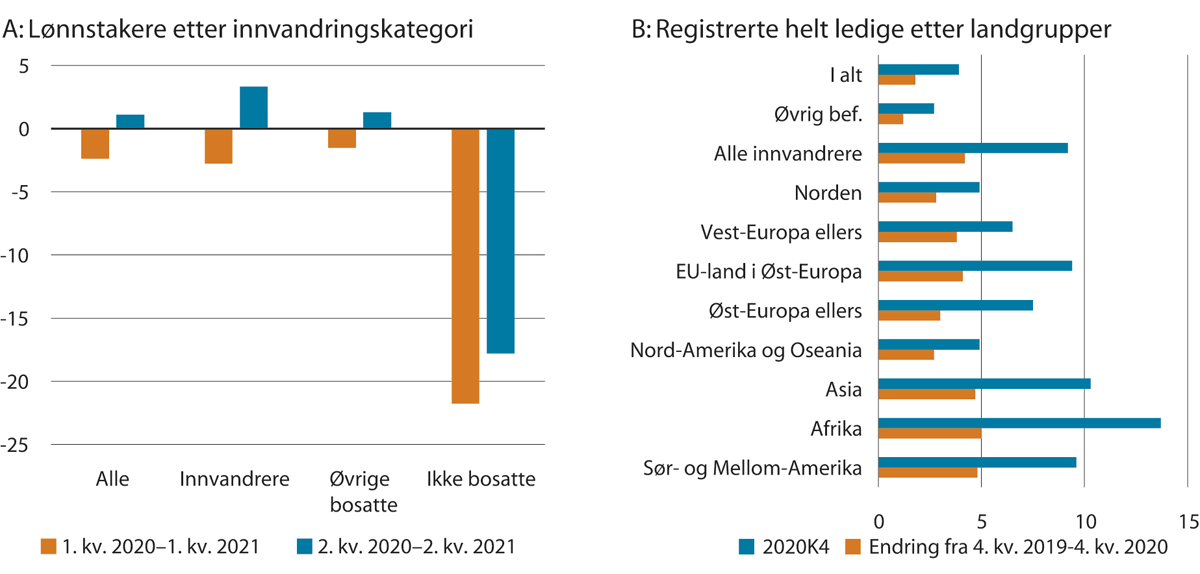 A: Lønnstakere etter innvandringskategori
5
0
-5
-10
-15
-20
-25
Alle
Innvandrere
Øvrige
bosatte
Ikke bosatte
1. kv. 2020–1. kv. 2021
2. kv. 2020–2. kv. 2021
B: Registrerte helt ledige etter landgrupper
I alt
Øvrig bef.
Alle innvandrere
Norden
Vest-Europa ellers
EU-land i Øst-Europa
Øst-Europa ellers
Nord-Amerika og Oseania
Asia
Afrika
Sør- og Mellom-Amerika
0
5
10
15
2020K4
Endring fra 4. kv. 2019-4. kv. 2020